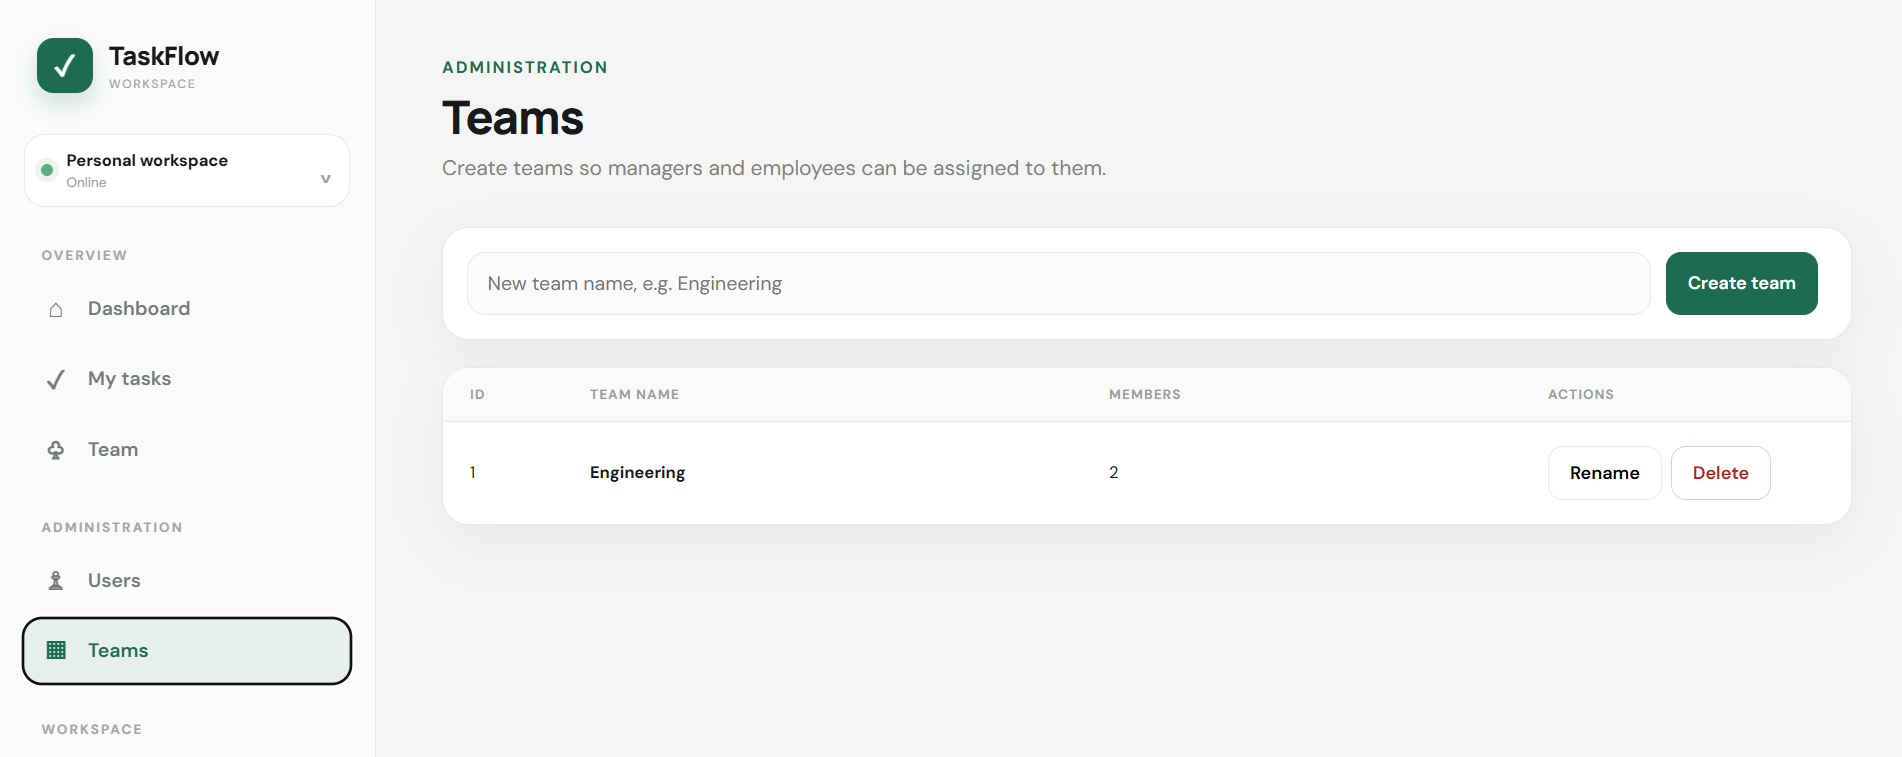 TaskFlow
WORKSPACE
Personal workspace
Online
v
OVERVIEW
Dashboard
My tasks
Team
ADMINISTRATION
Users
Teams
WORKSPACE
ADMINISTRATION
Teams
Create teams so managers and employees can be assigned to them.
New team name, e.g. Engineering
Create team
ID TEAM NAME MEMBERS ACTIONS
1 Engineering 2 Rename Delete